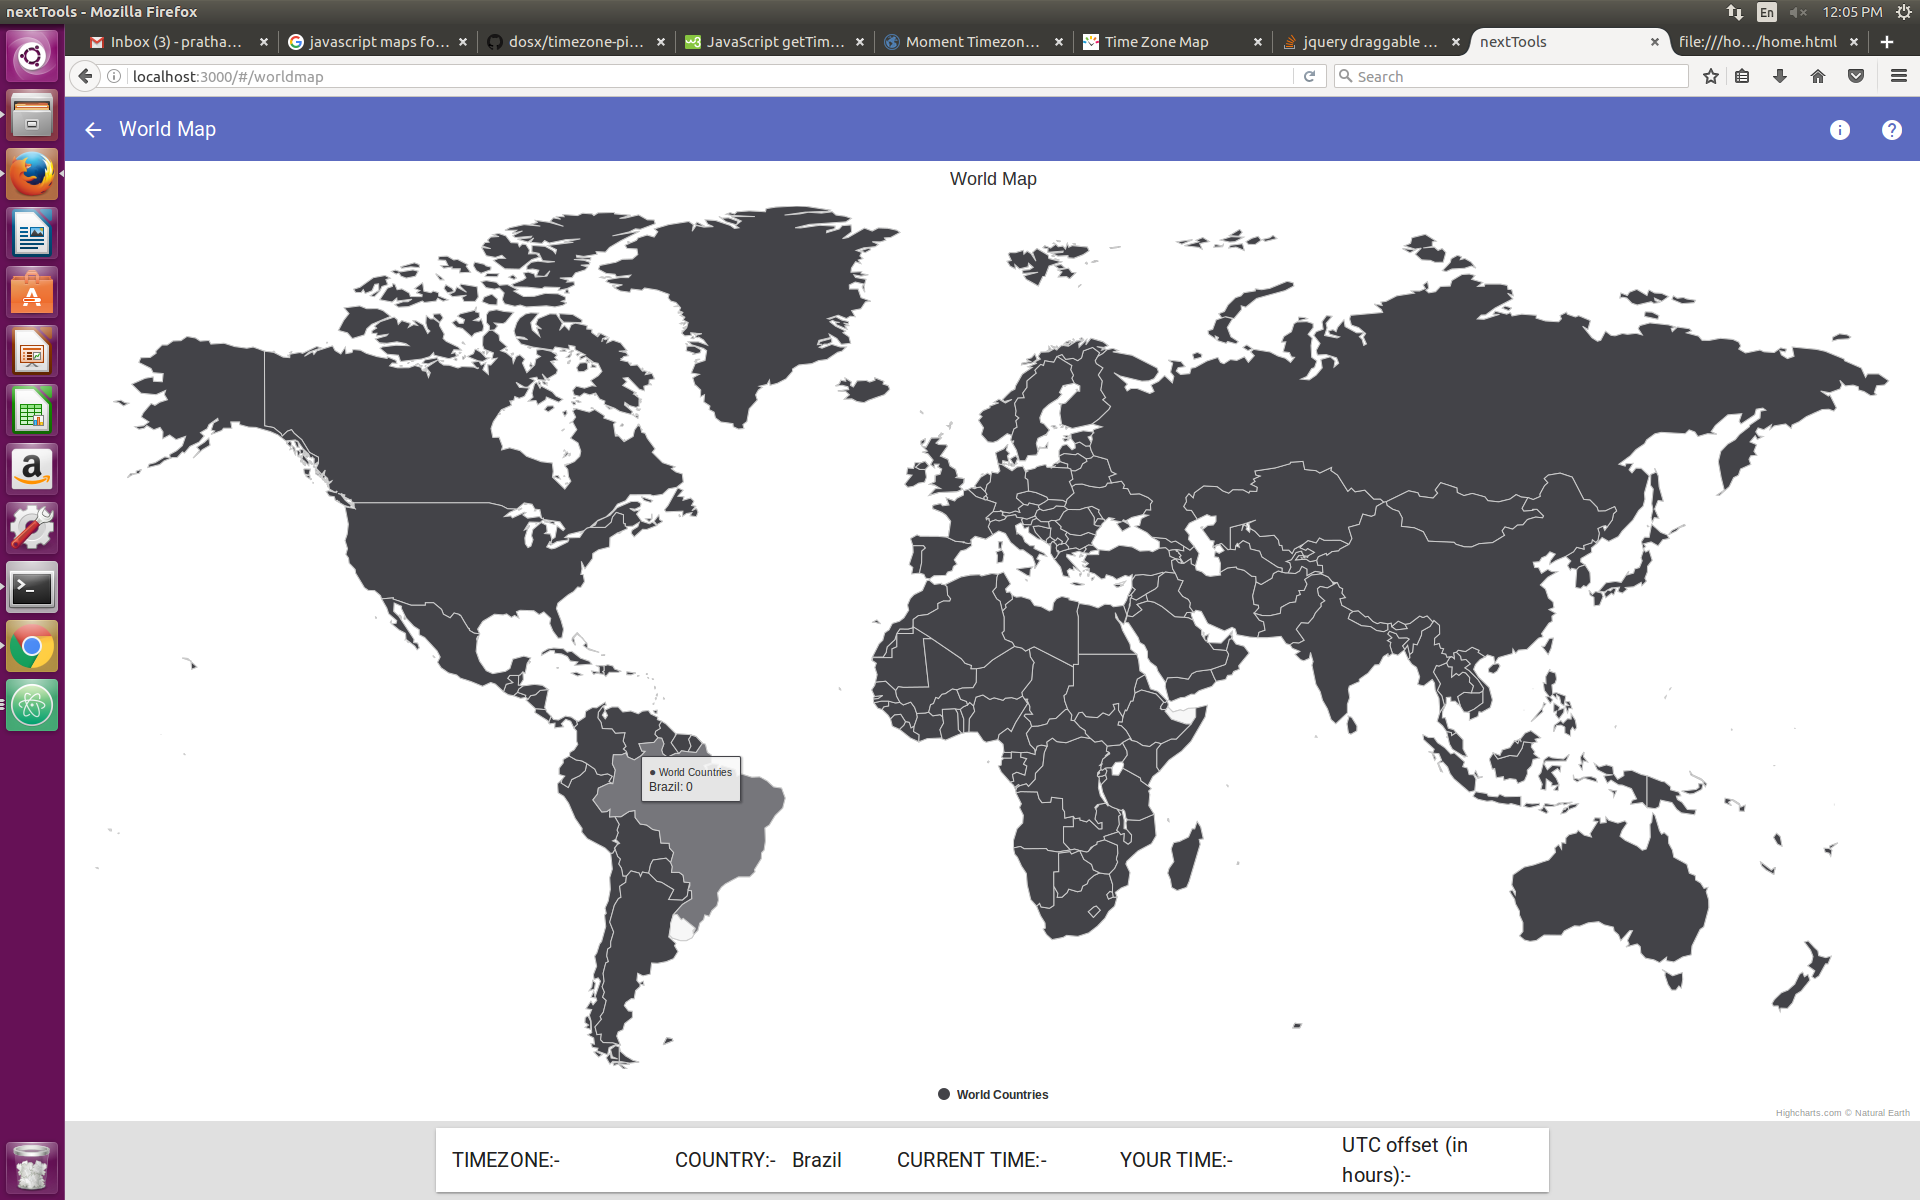 nextTools - Mozilla Firefox
En
12:05 PM
Inbox (3) - pratha...
javascript maps fo...
dosx/timezone-pi...
JavaScript getTim...
Moment Timezon...
Time Zone Map
jquery draggable ...
nextTools
file:///ho.../home.html
localhost:3000/#/worldmap
Search
World Map
World Map
World Countries
Brazil: 0
World Countries
Highcharts.com © Natural Earth
TIMEZONE:-
COUNTRY:- Brazil
CURRENT TIME:-
YOUR TIME:-
UTC offset (in
hours):-